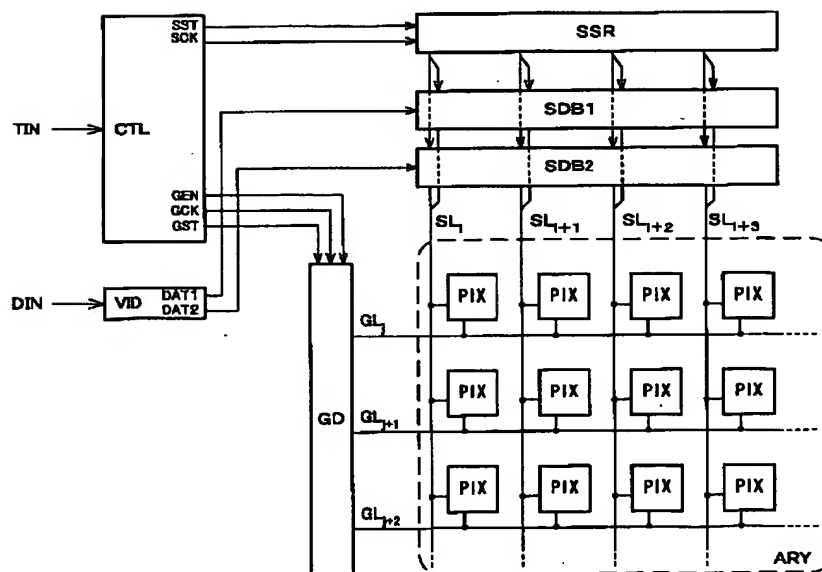 SST
SCK
SSR
TIN
CTL
SDB1
SDB2
GEN
GCK
GST
SLi
SLi+1
SLi+2
SLi+3
DIN
VID
DAT1
DAT2
PIX PIX PIX PIX
GLj
GD
PIX PIX PIX PIX
GLj+1
PIX PIX PIX PIX
GLj+2
ARY